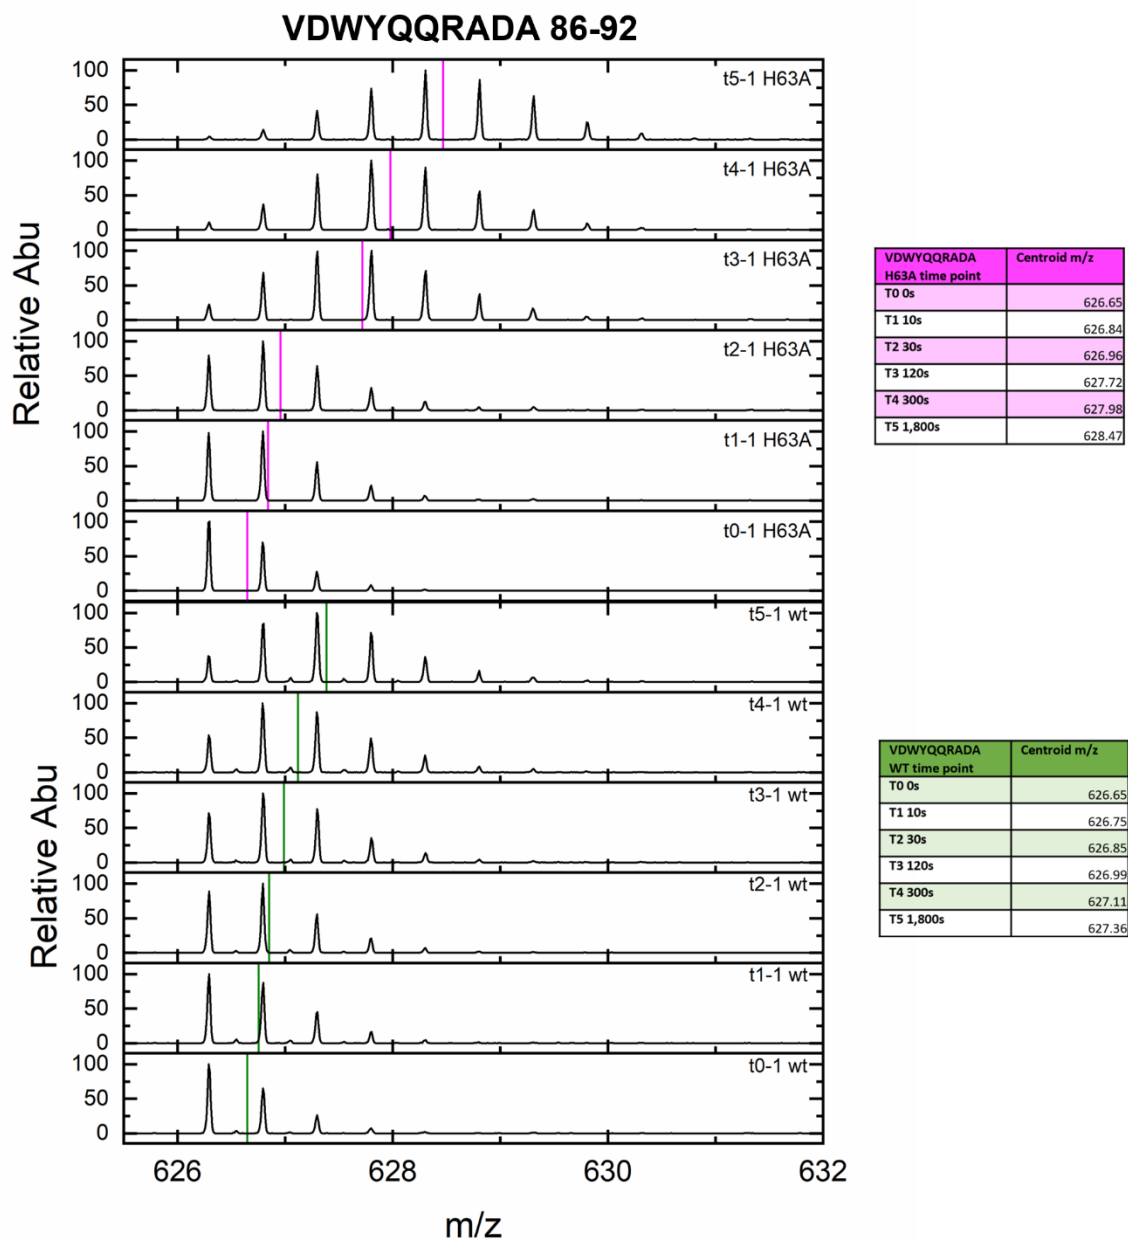 VDWYQQRADA 86-92
Relative Abu
100
50
0
t5-1 H63A
100
50
0
t4-1 H63A
100
50
0
t3-1 H63A
100
50
0
t2-1 H63A
100
50
0
t1-1 H63A
100
50
0
t0-1 H63A
Relative Abu
100
50
0
t5-1 wt
100
50
0
t4-1 wt
100
50
0
t3-1 wt
100
50
0
t2-1 wt
100
50
0
t1-1 wt
100
50
0
t0-1 wt
626 628 630 632
m/z
VDWYQQRADA Centroid m/z
H63A time point
T0 0s 626.65
T1 10s 626.84
T2 30s 626.96
T3 120s 627.72
T4 300s 627.98
T5 1,800s 628.47
VDWYQQRADA Centroid m/z
WT time point
T0 0s 626.65
T1 10s 626.75
T2 30s 626.85
T3 120s 626.99
T4 300s 627.11
T5 1,800s 627.36